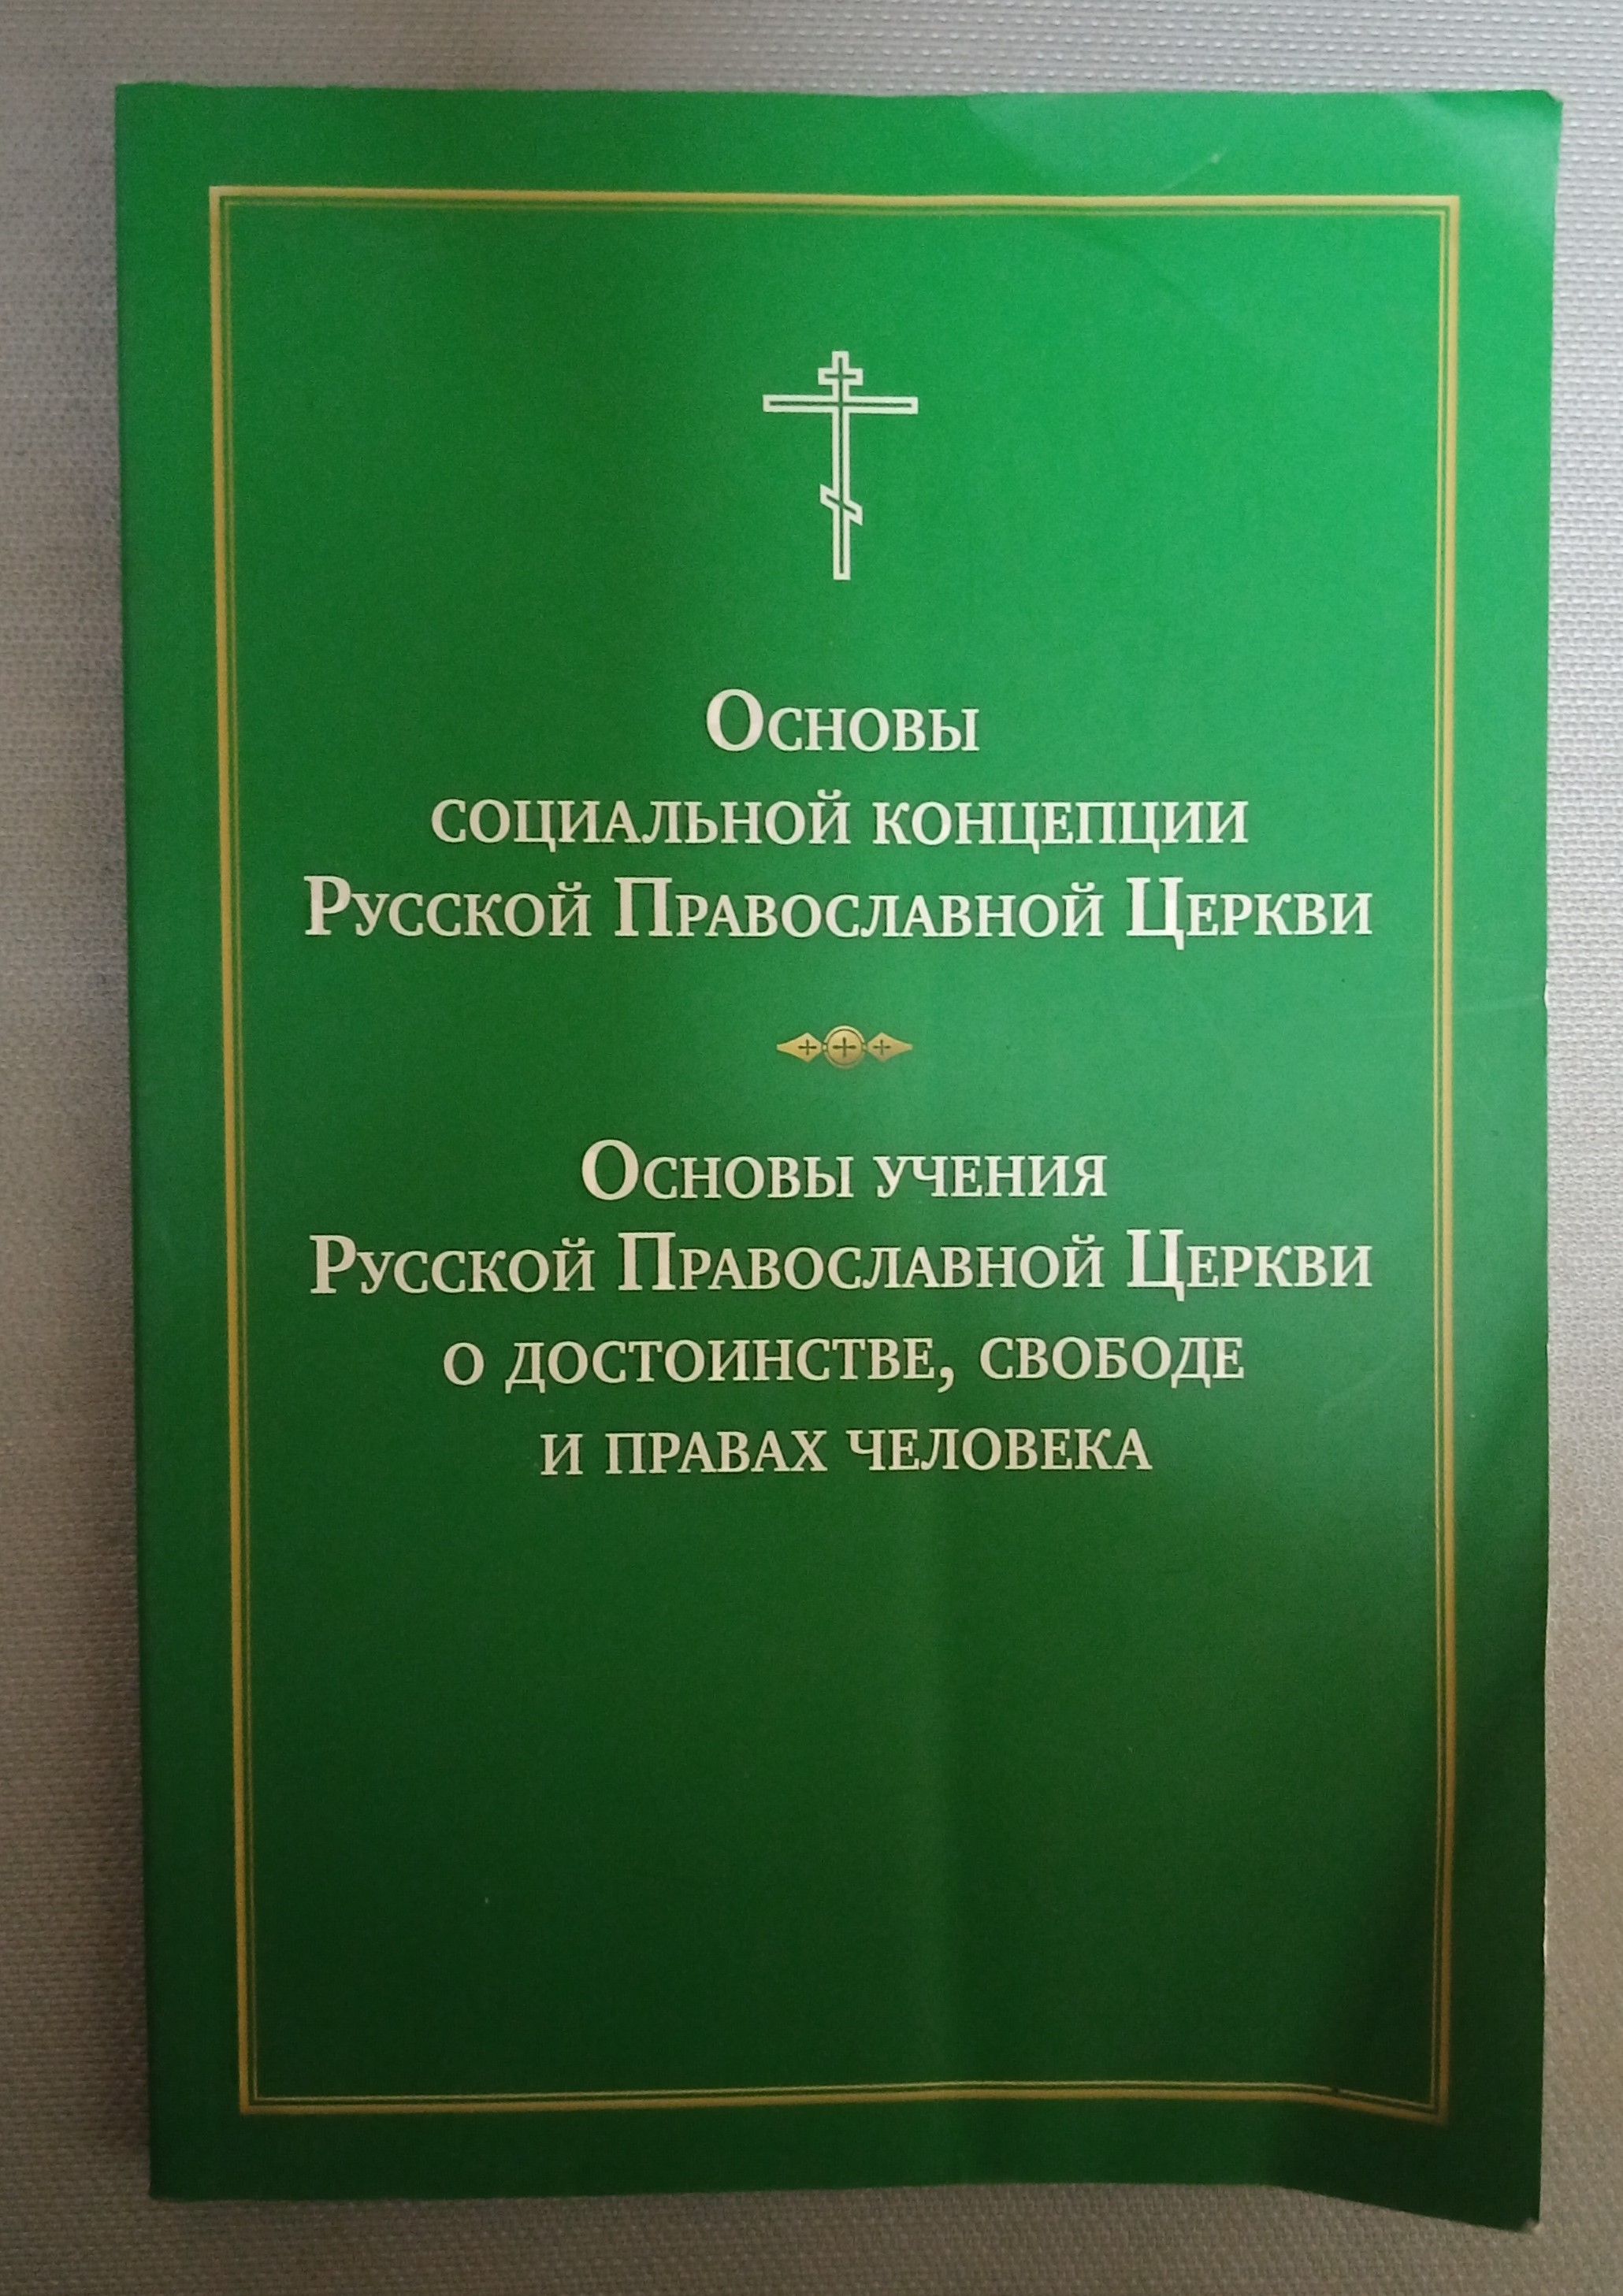 Основы
социальной концепции
Русской Православной Церкви
Основы учения
Русской Православной Церкви
о достоинстве, свободе
и правах человека